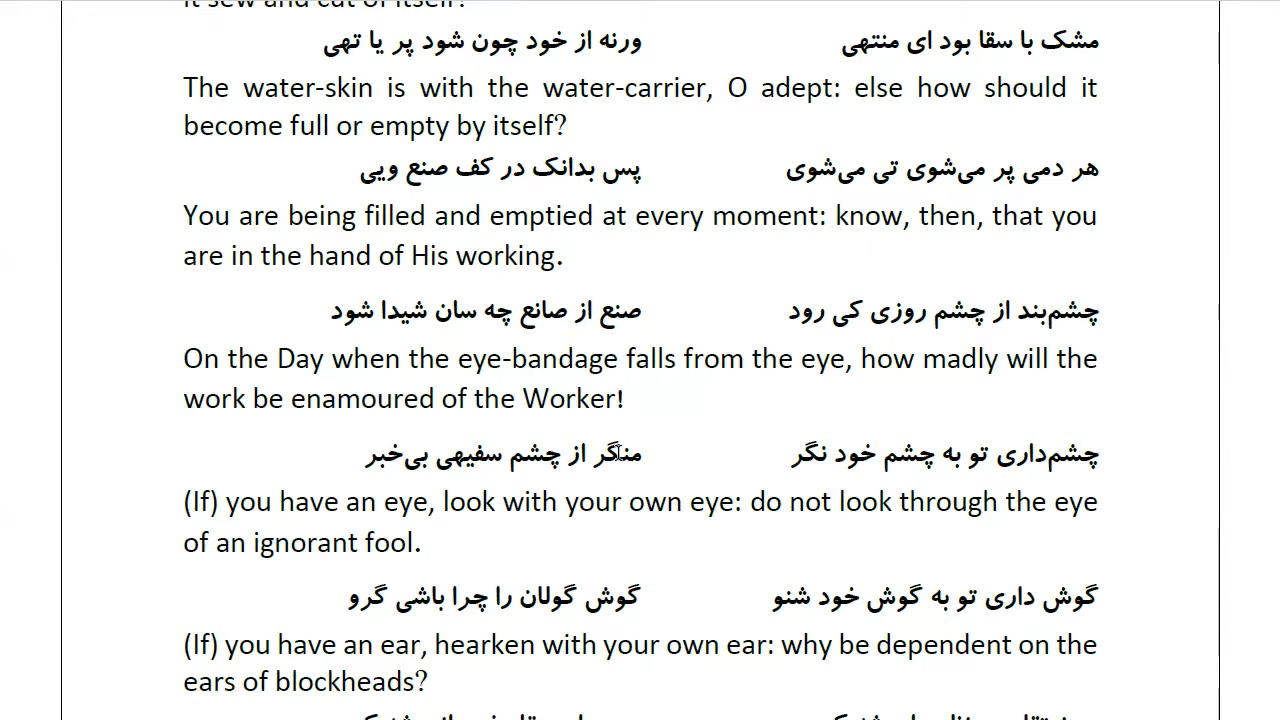 it sew and cut of itself?
مشک با سقا بود ای منتهی ورنه از خود چون شود پر یا تهی
The water-skin is with the water-carrier, O adept: else how should it
become full or empty by itself?
هر دمی پر می‌شوی تی می‌شوی پس بدانک در کف صنع ویی
You are being filled and emptied at every moment: know, then, that you
are in the hand of His working.
چشم‌بند از چشم روزی کی رود صنع از صانع چه سان شیدا شود
On the Day when the eye-bandage falls from the eye, how madly will the
work be enamoured of the Worker!
چشم‌داری تو به چشم خود نگر منگر از چشم سفیهی بی‌خبر
(If) you have an eye, look with your own eye: do not look through the eye
of an ignorant fool.
گوش داری تو به گوش خود شنو گوش گولان را چرا باشی گرو
(If) you have an ear, hearken with your own ear: why be dependent on the
ears of blockheads?